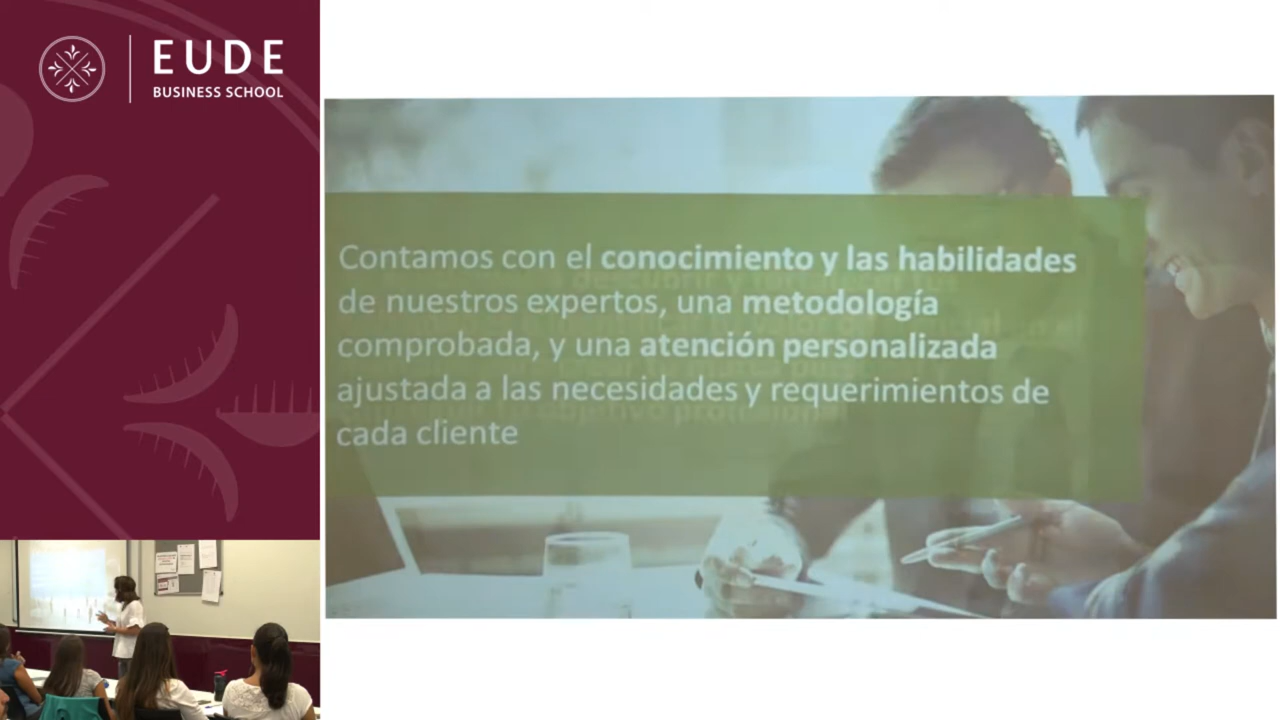 EUDE
BUSINESS SCHOOL
Contamos con el conocimiento y las habilidades
de nuestros expertos, una metodología
comprobada, y una atención personalizada
ajustada a las necesidades y requerimientos de
cada cliente